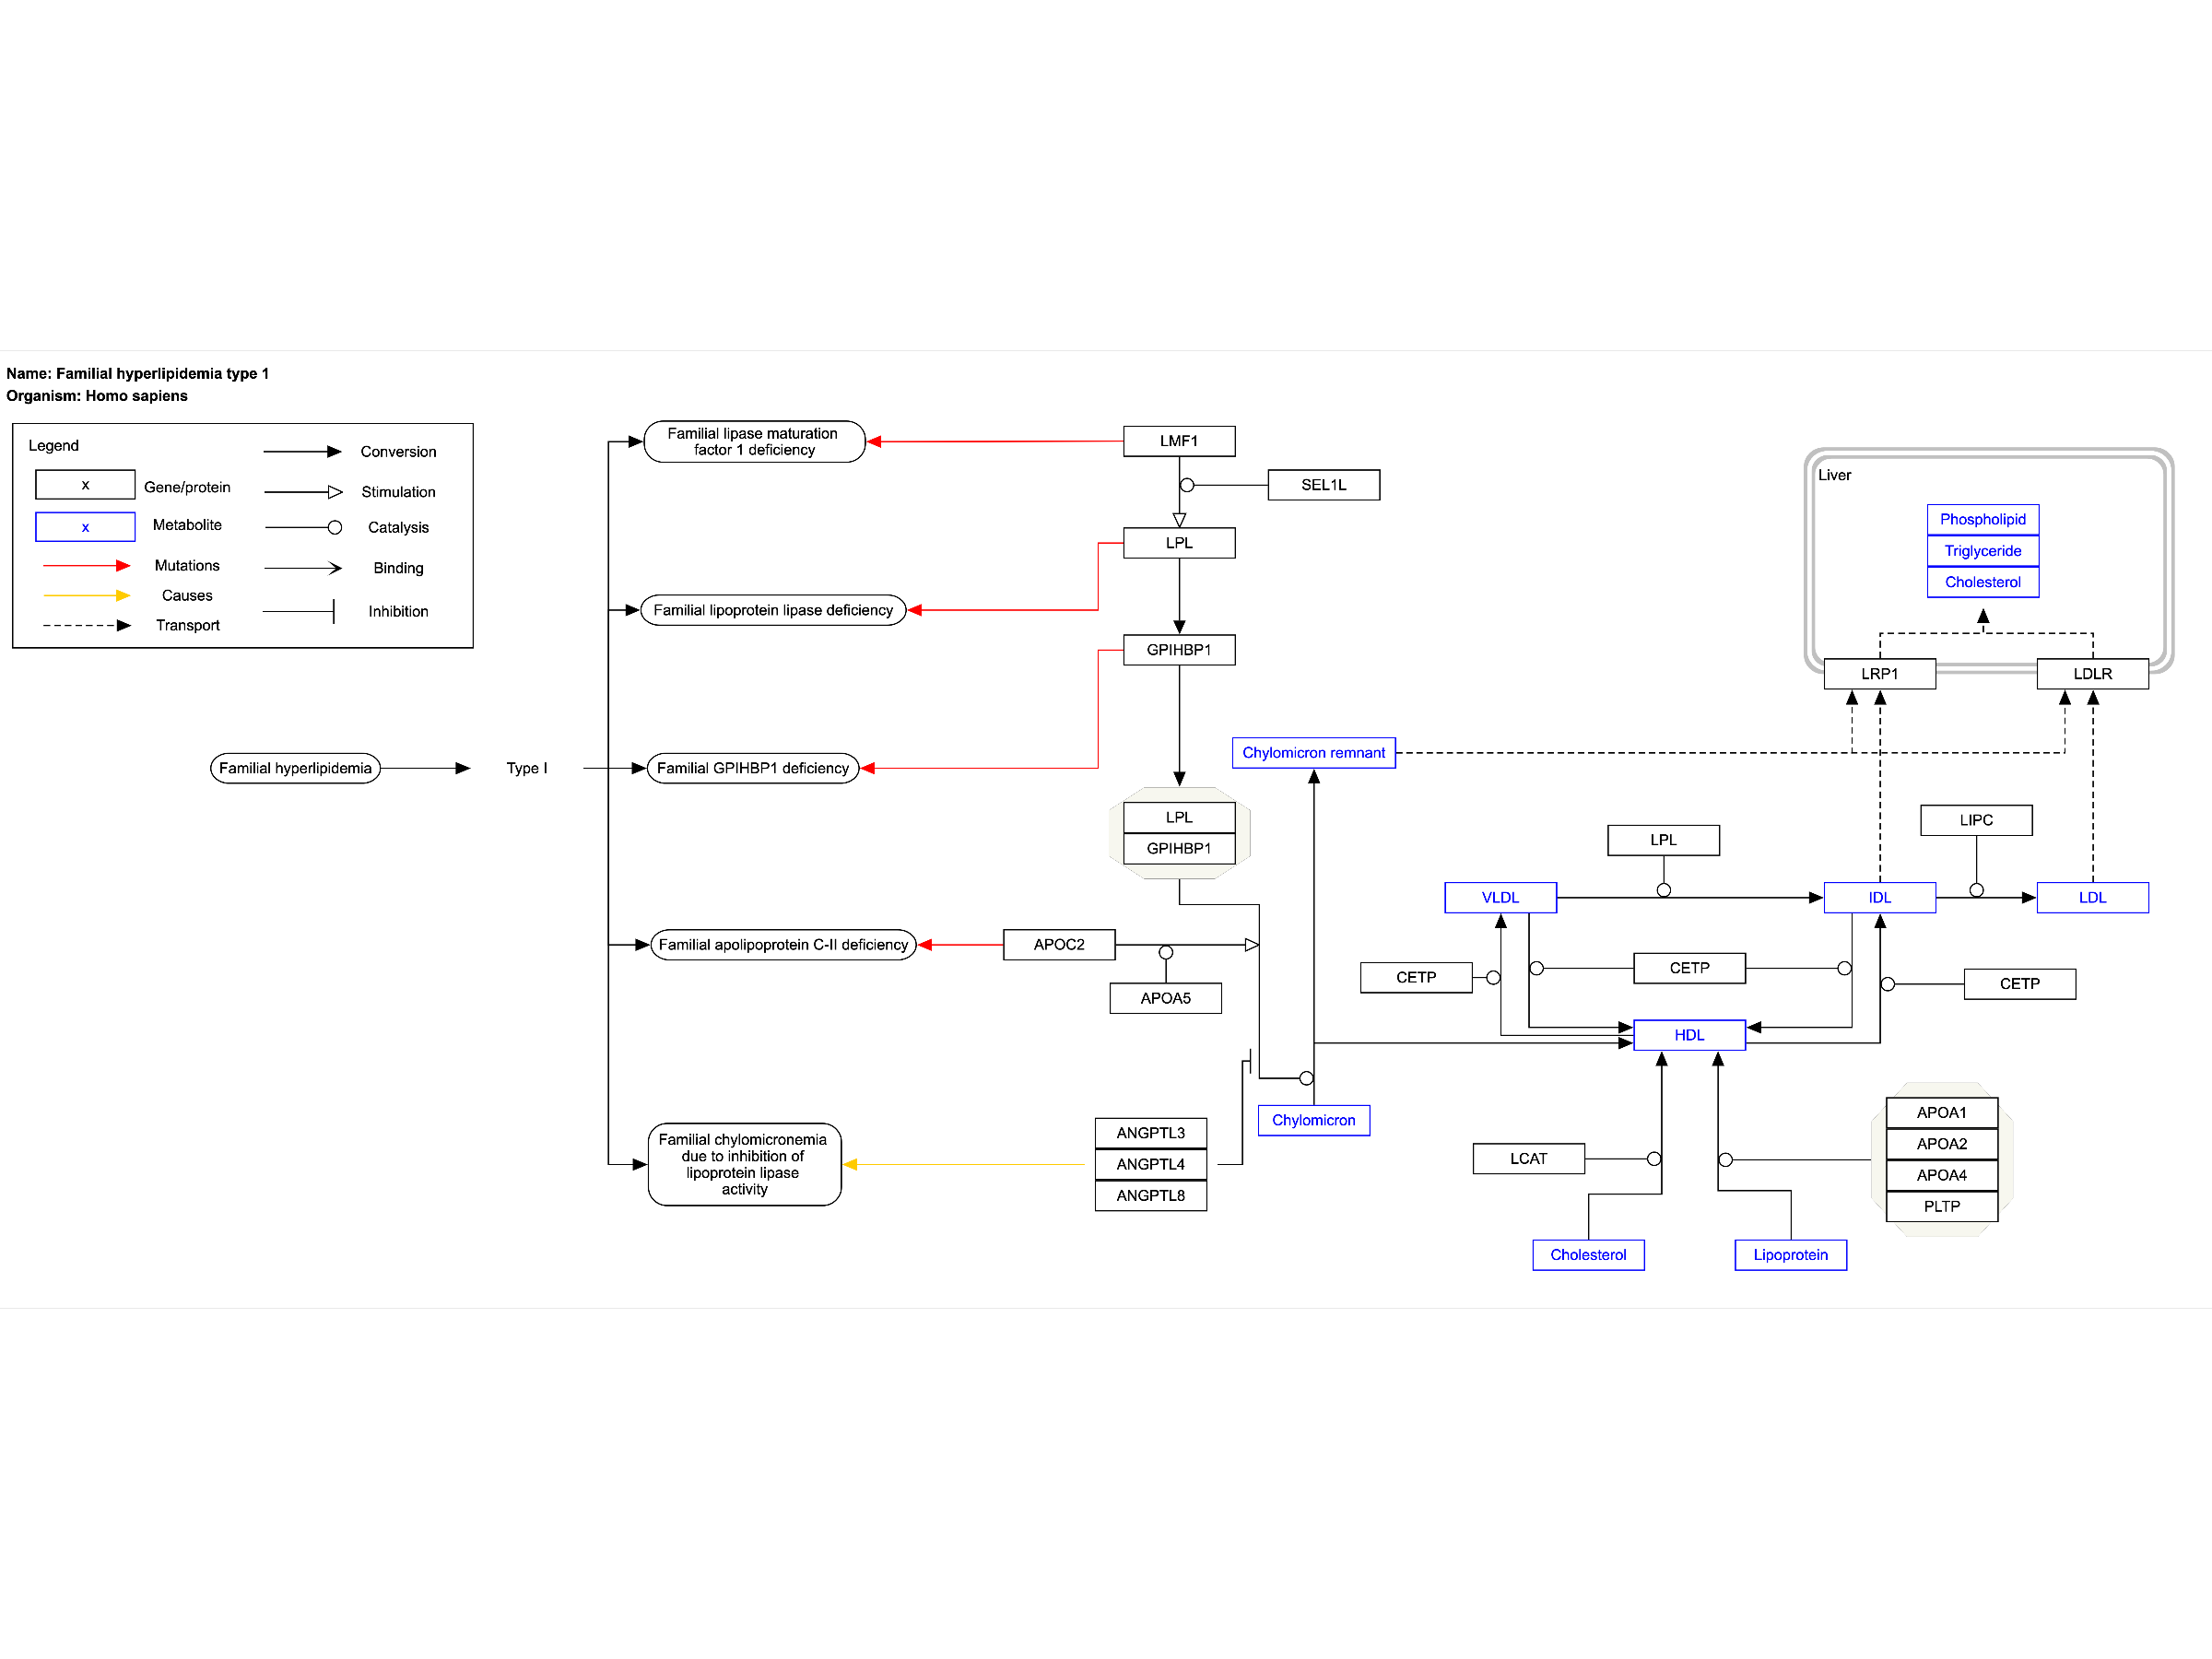 Name: Familial hyperlipidemia type 1
Organism: Homo sapiens
Legend
x
Gene/protein
x
Metabolite
Mutations
Causes
Transport
Conversion
Stimulation
Catalysis
Binding
Inhibition
Familial hyperlipidemia
Type I
Familial lipase maturation
factor 1 deficiency
Familial lipoprotein lipase deficiency
Familial GPIHBP1 deficiency
Familial apolipoprotein C-II deficiency
Familial chylomicronemia
due to inhibition of
lipoprotein lipase
activity
LMF1
SEL1L
LPL
GPIHBP1
LPL
GPIHBP1
APOC2
APOA5
ANGPTL3
ANGPTL4
ANGPTL8
Chylomicron remnant
Chylomicron
Liver
Phospholipid
Triglyceride
Cholesterol
LRP1
LDLR
LPL
LIPC
VLDL
IDL
LDL
CETP
CETP
CETP
HDL
LCAT
APOA1
APOA2
APOA4
PLTP
Cholesterol
Lipoprotein